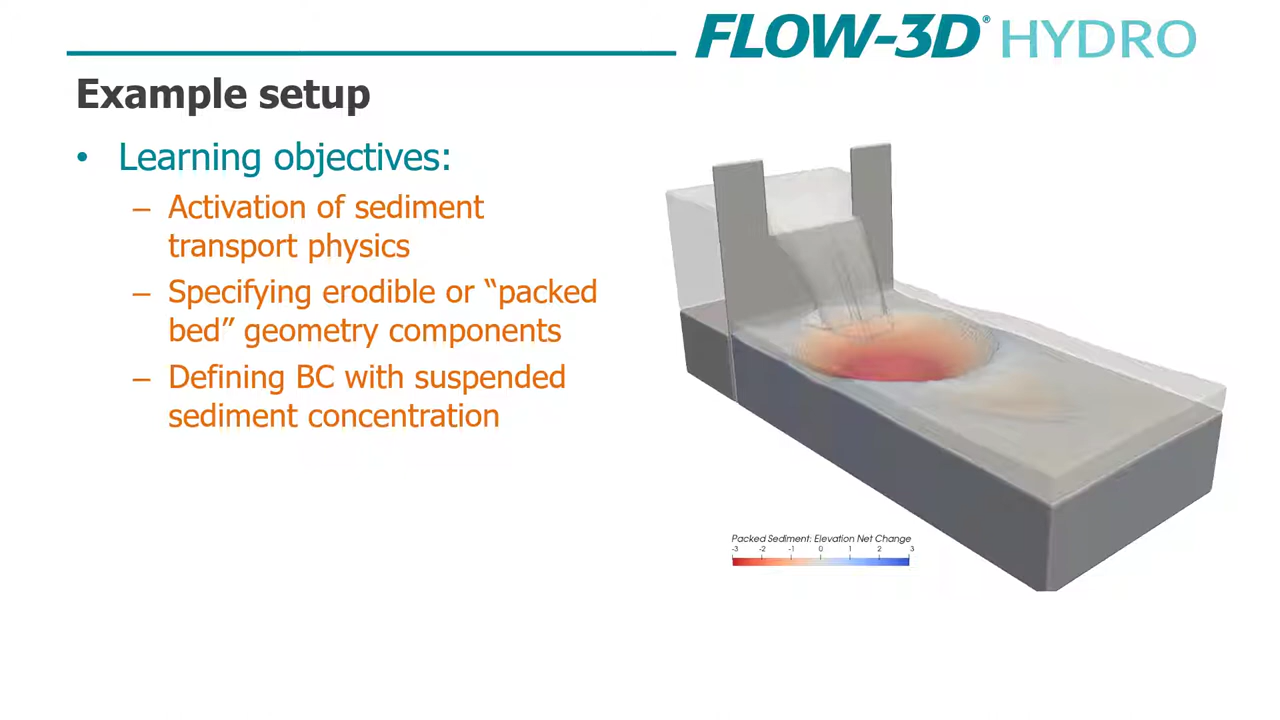 FLOW-3D® HYDRO
Example setup
• Learning objectives:
– Activation of sediment
transport physics
– Specifying erodible or “packed
bed” geometry components
– Defining BC with suspended
sediment concentration
Packed Sediment: Elevation Net Change
-3 -2 -1 0 1 2 3